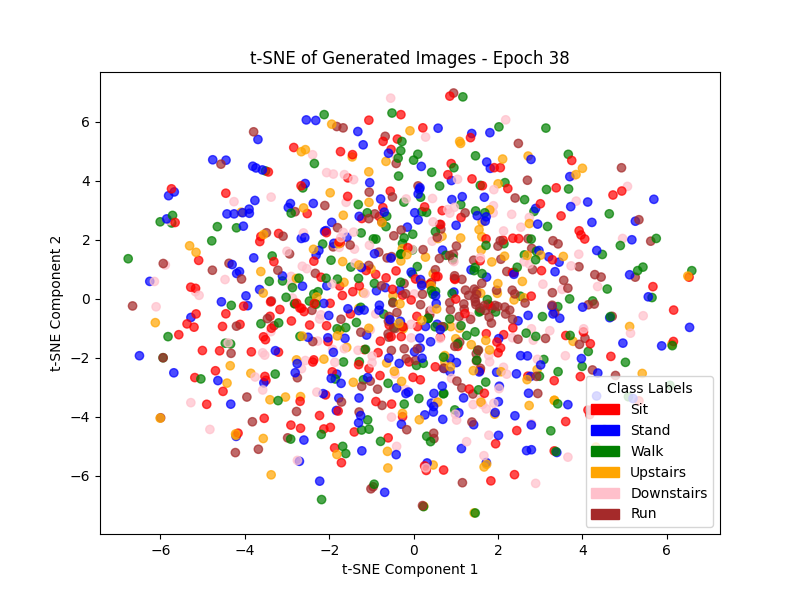 t-SNE of Generated Images - Epoch 38
t-SNE Component 2
6
4
2
0
−2
−4
−6
−6
−4
−2
0
2
4
6
t-SNE Component 1
Class Labels
Sit
Stand
Walk
Upstairs
Downstairs
Run